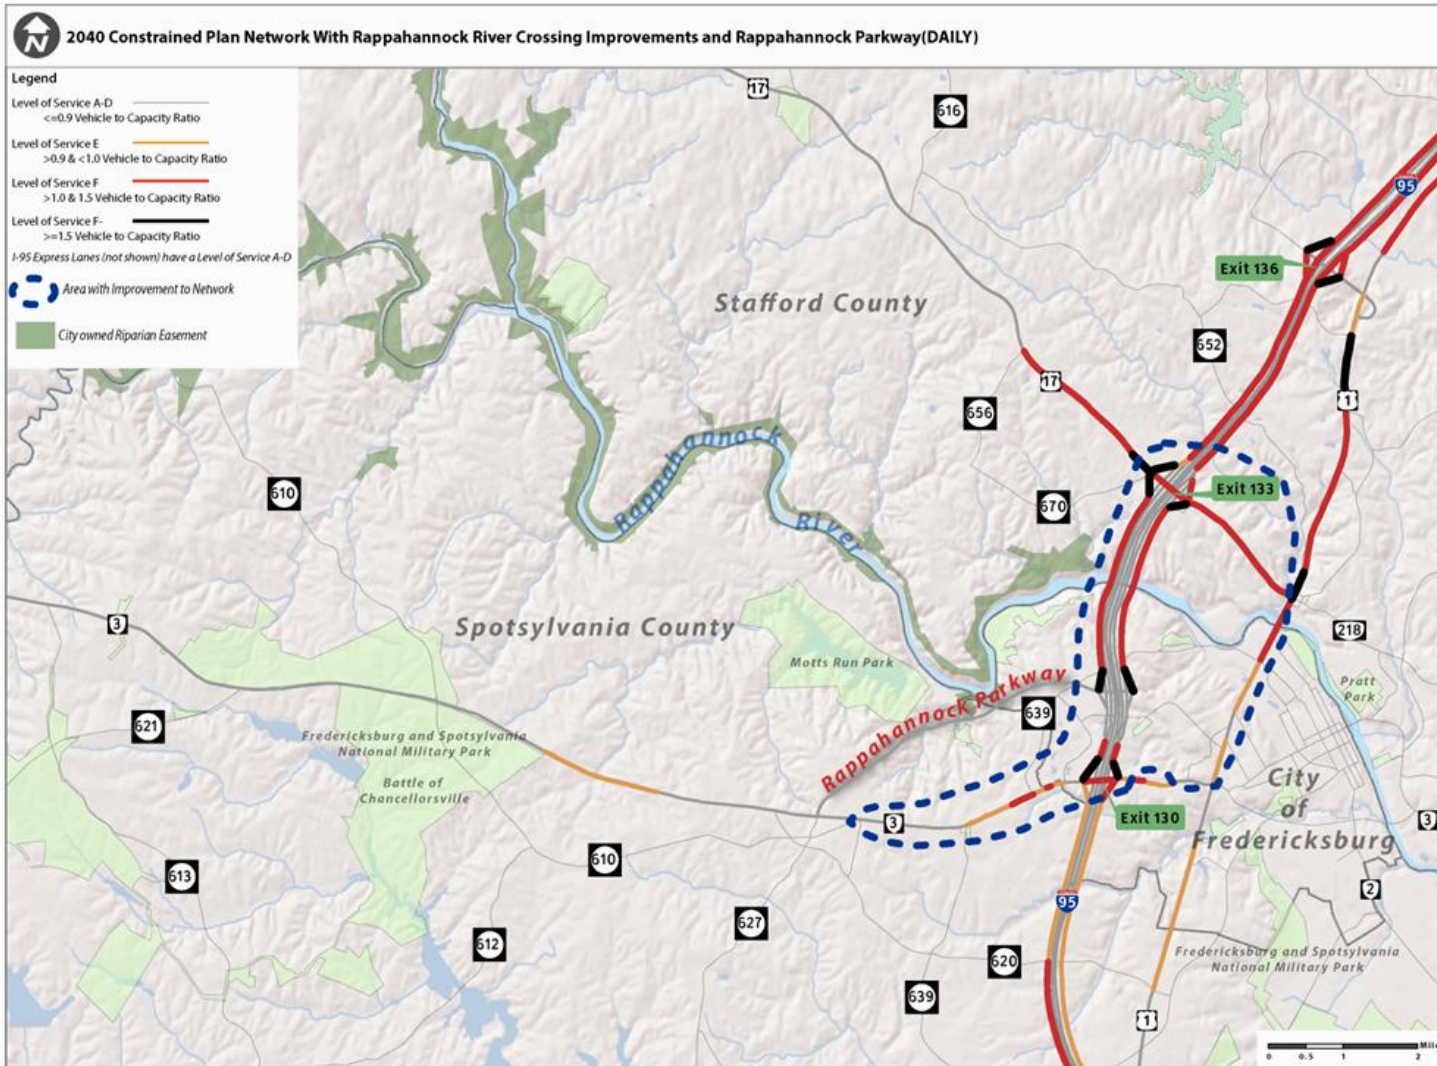 N
2040 Constrained Plan Network With Rappahannock River Crossing Improvements and Rappahannock Parkway(DAILY)
Legend
Level of Service A-D
<=0.9 Vehicle to Capacity Ratio
Level of Service E
>0.9 & <1.0 Vehicle to Capacity Ratio
Level of Service F
>1.0 & 1.5 Vehicle to Capacity Ratio
Level of Service F-
>=1.5 Vehicle to Capacity Ratio
I-95 Express Lanes (not shown) have a Level of Service A-D
Area with Improvement to Network
City owned Riparian Easement
17
616
95
Exit 136
Stafford County
652
17
1
656
610
Exit 133
670
Rappahannock River
3
Spotsylvania County
218
Motts Run Park
Pratt
Park
Rappahannock Parkway
639
621
Fredericksburg and Spotsylvania
National Military Park
Battle of
Chancellorsville
City
of
Fredericksburg
Exit 130
3
3
610
613
2
95
627
612
620
Fredericksburg and Spotsylvania
National Military Park
639
1
0 0.5 1 2